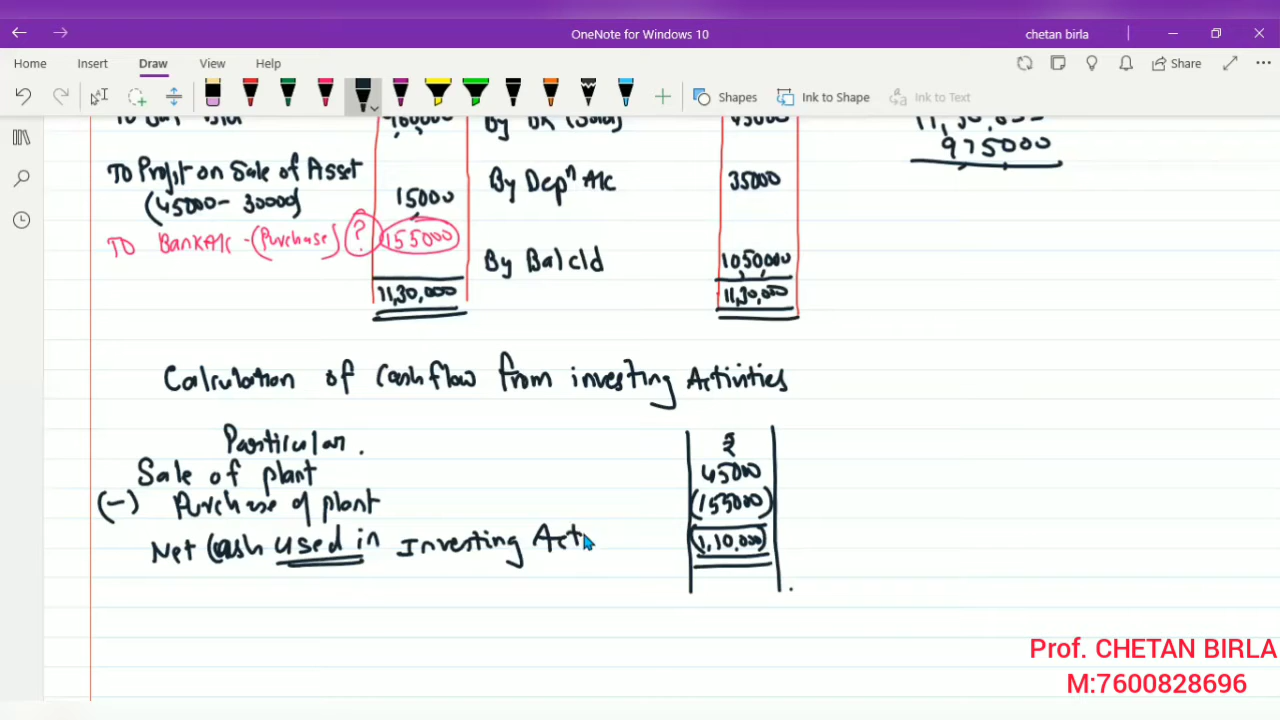 OneNote for Windows 10
chetan birla
Home Insert Draw View Help
Share
Shapes Ink to Shape Ink to Text
45000
975000
To Profit on Sale of Asset
(45000 - 30000)
15000
By Depn A/c
35000
To Bank A/c - (Purchase) ?
155000
By Bal c/d
1050000
11,30,000
11,30,000
Calculation of Cashflow from investing Activities
Particular.
₹
Sale of plant
45000
(-) Purchase of plant
(155000)
Net Cash used in Investing Act
(1,10,000)
Prof. CHETAN BIRLA
M:7600828696